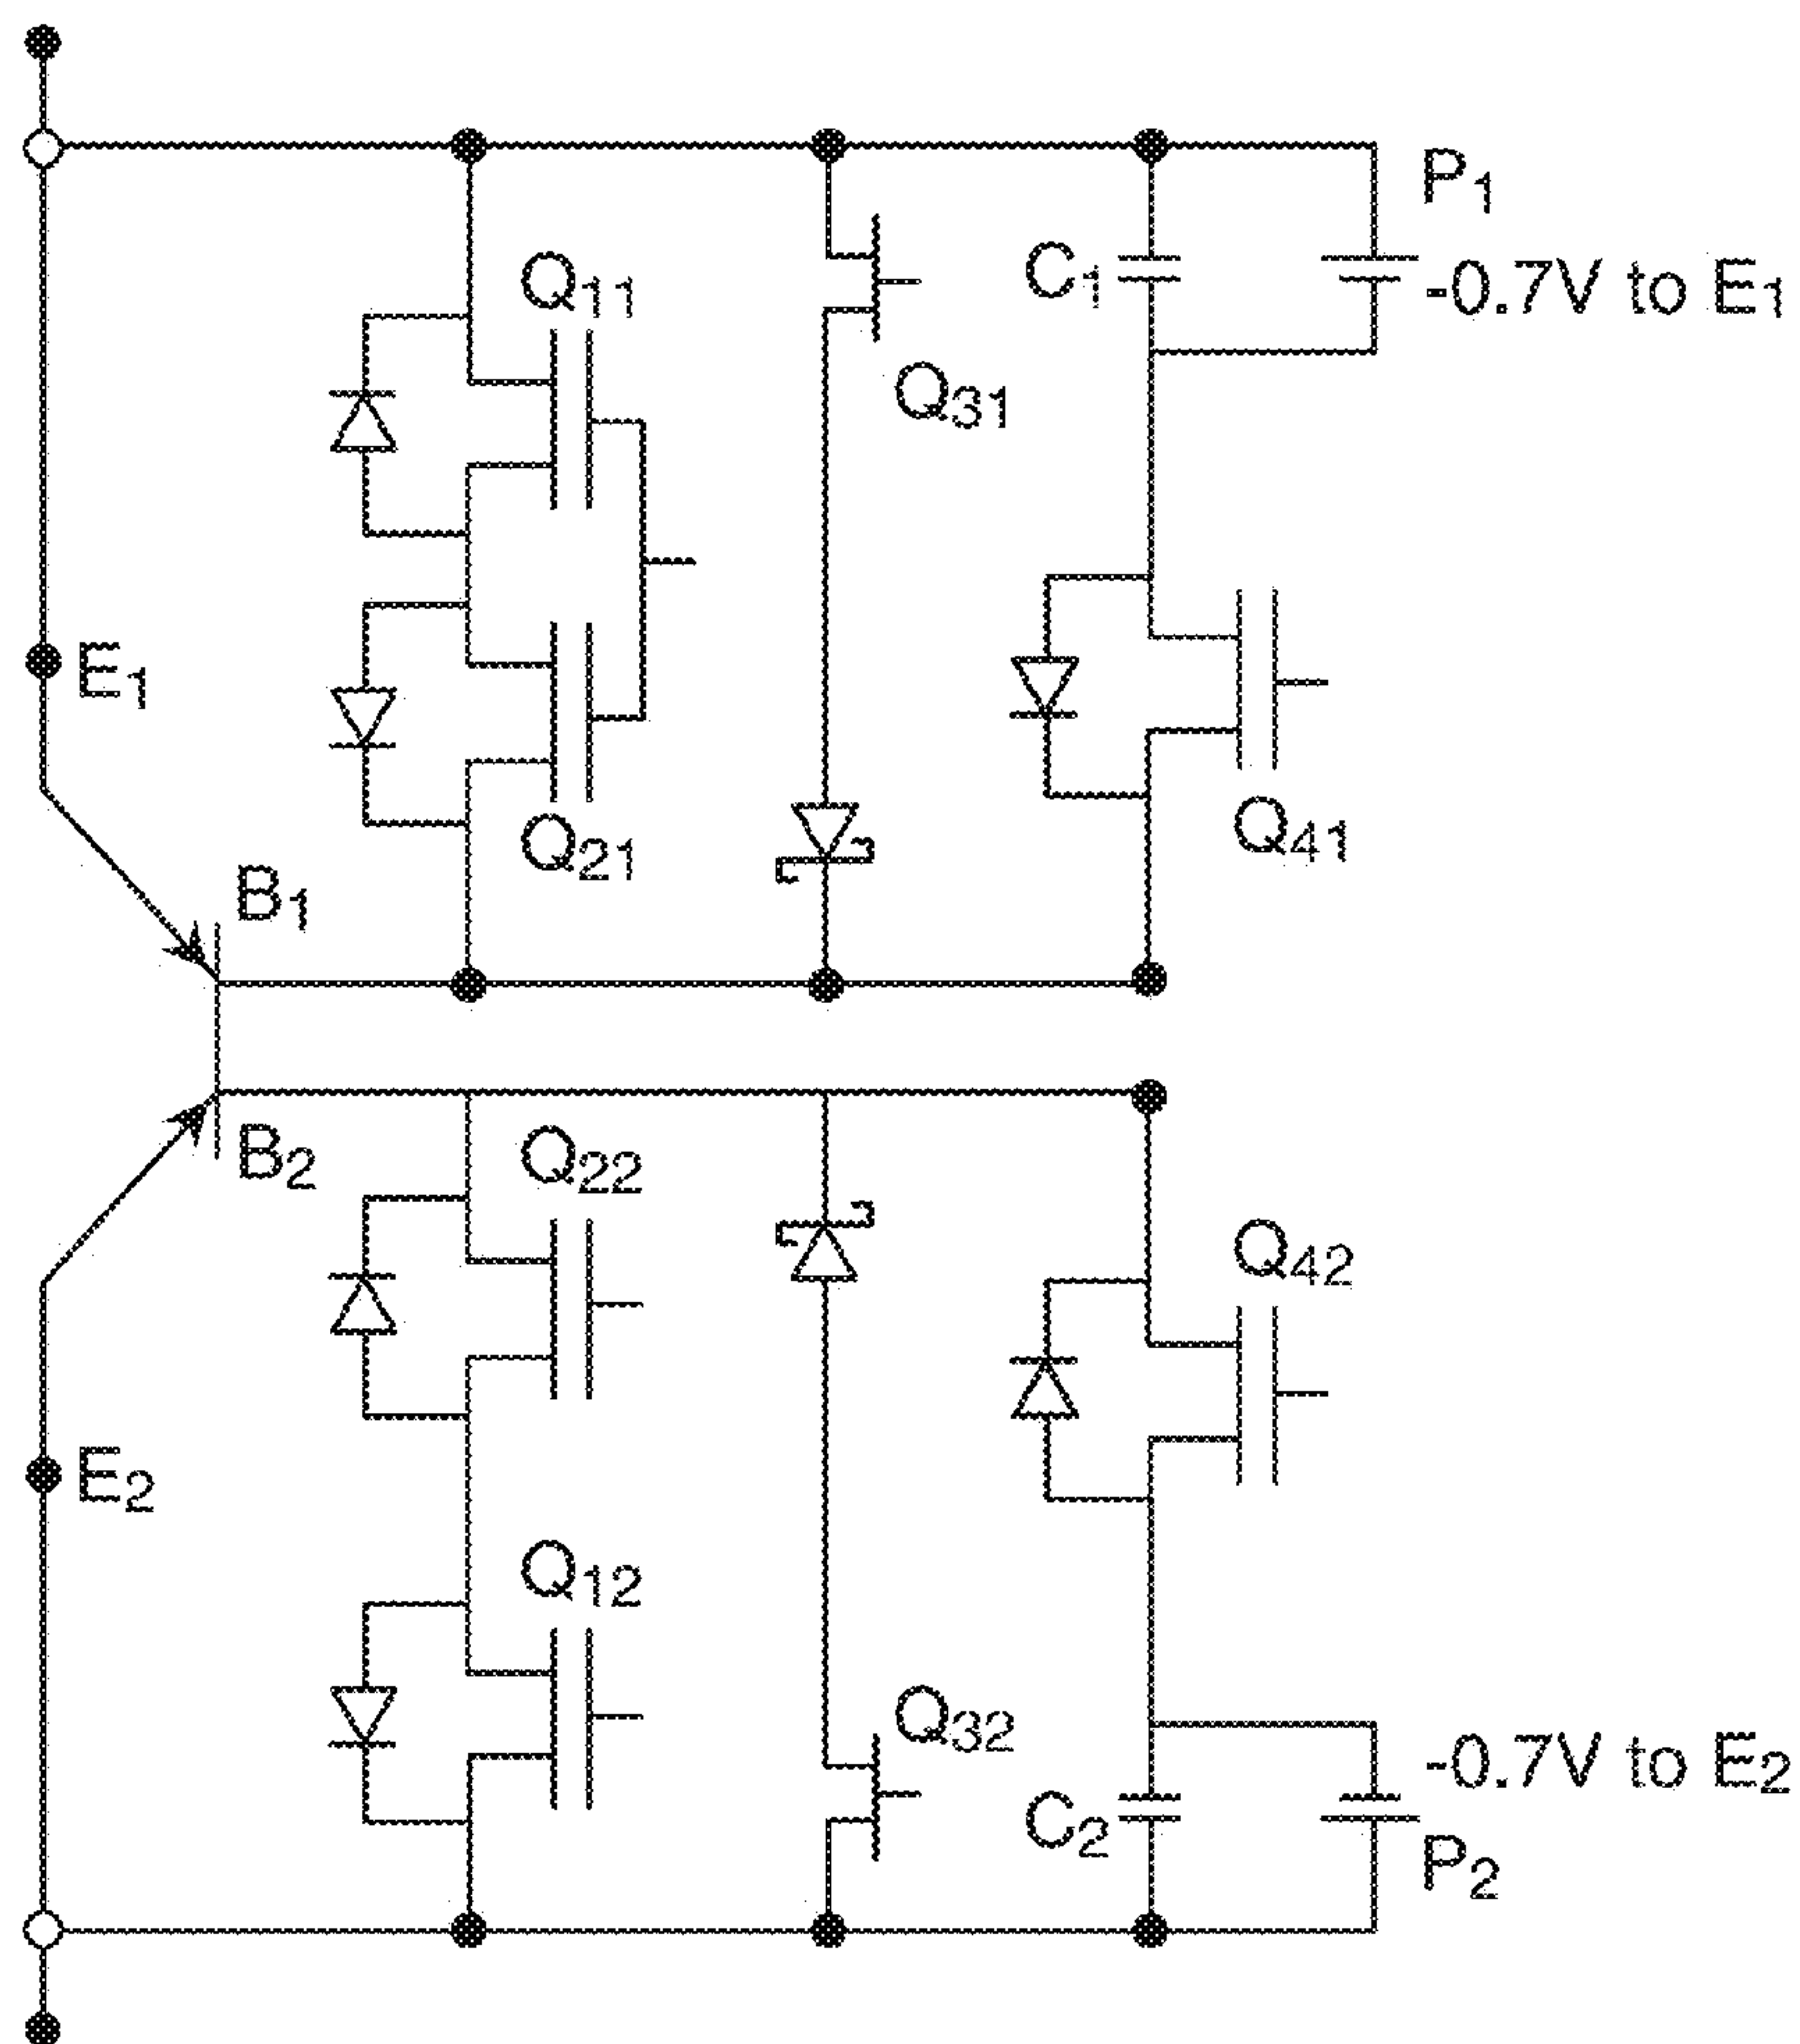 P₁
Q₁₁
C₁
-0.7V to E₁
Q₃₁
E₁
Q₂₁
Q₄₁
B₁
B₂
Q₂₂
Q₄₂
E₂
Q₁₂
Q₃₂
-0.7V to E₂
C₂
P₂